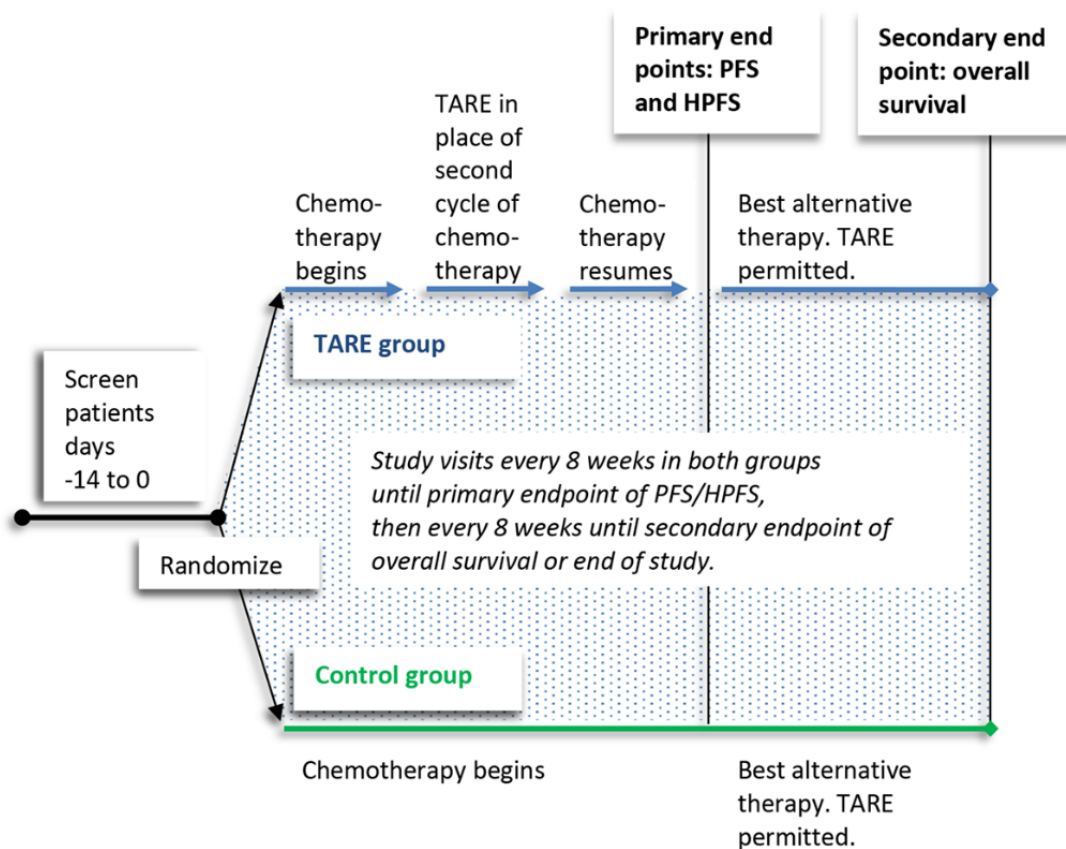 Primary end
points: PFS
and HPFS
Secondary end
point: overall
survival
Chemo-
therapy
begins
TARE in
place of
second
cycle of
chemo-
therapy
Chemo-
therapy
resumes
Best alternative
therapy. TARE
permitted.
TARE group
Screen
patients
days
-14 to 0
Study visits every 8 weeks in both groups
until primary endpoint of PFS/HPFS,
then every 8 weeks until secondary endpoint of
overall survival or end of study.
Randomize
Control group
Chemotherapy begins
Best alternative
therapy. TARE
permitted.